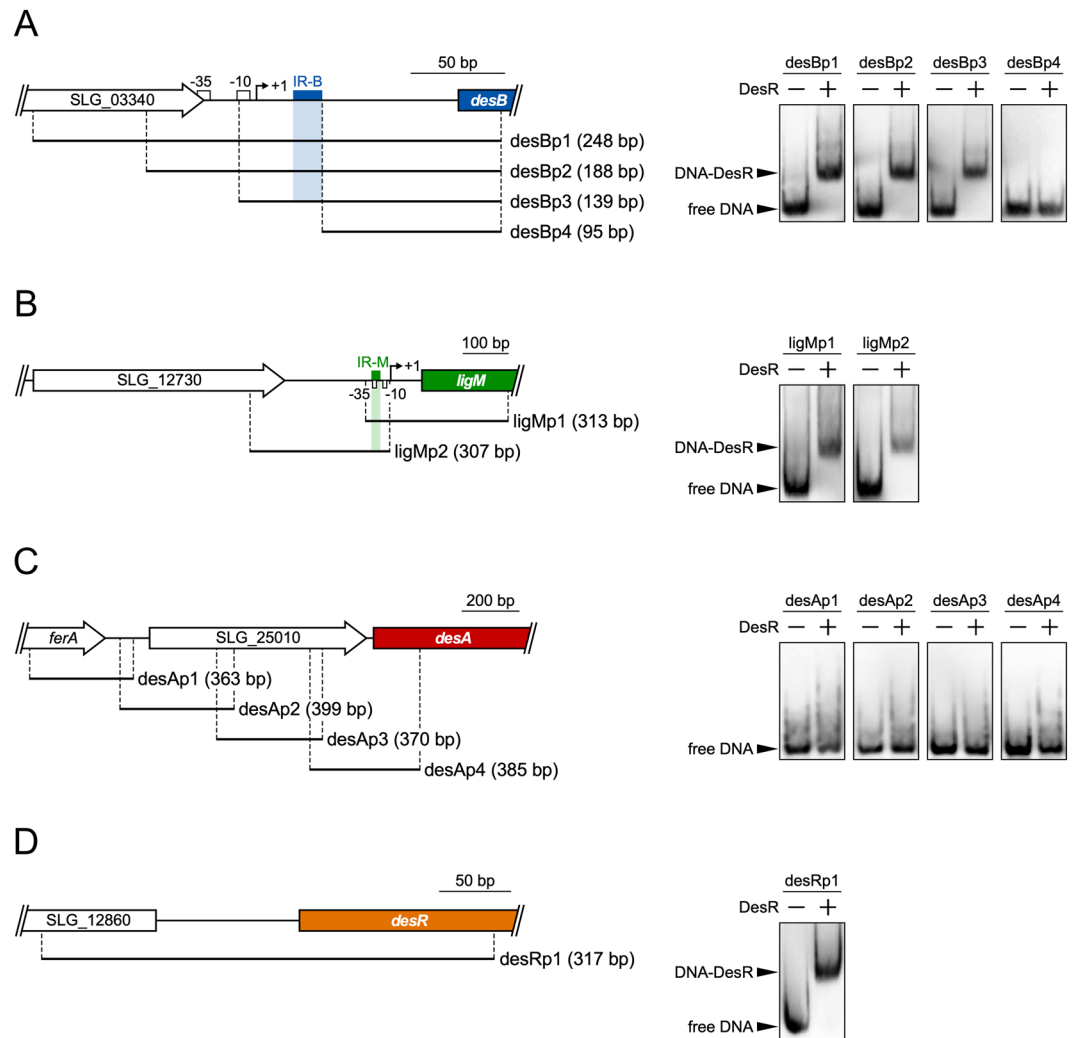 A
50 bp
-35 -10 +1 IR-B
SLG_03340 desB
desBp1 (248 bp)
desBp2 (188 bp)
desBp3 (139 bp)
desBp4 (95 bp)
desBp1 desBp2 desBp3 desBp4
DesR − + − + − + − +
DNA-DesR
free DNA
B
100 bp
IR-M +1
SLG_12730 ligM
-35 -10
ligMp1 (313 bp)
ligMp2 (307 bp)
ligMp1 ligMp2
DesR − + − +
DNA-DesR
free DNA
C
200 bp
ferA SLG_25010 desA
desAp1 (363 bp)
desAp2 (399 bp)
desAp3 (370 bp)
desAp4 (385 bp)
desAp1 desAp2 desAp3 desAp4
DesR − + − + − + − +
free DNA
D
50 bp
SLG_12860 desR
desRp1 (317 bp)
desRp1
DesR − +
DNA-DesR
free DNA